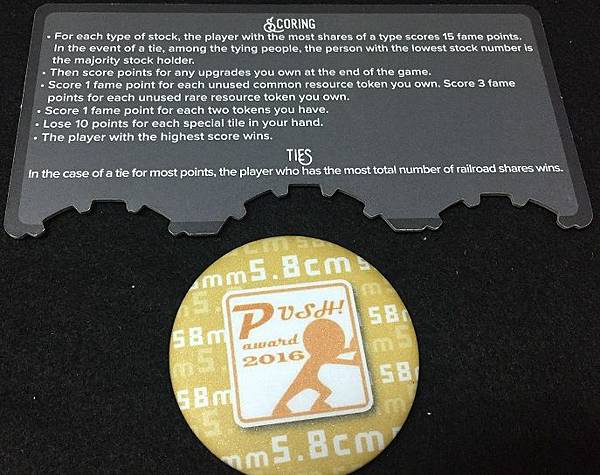 SCORING
• For each type of stock, the player with the most shares of a type scores 15 fame points.
In the event of a tie, among the tying people, the person with the lowest stock number is
the majority stock holder.
• Then score points for any upgrades you own at the end of the game.
• Score 1 fame point for each unused common resource token you own. Score 3 fame
points for each unused rare resource token you own.
• Score 1 fame point for each two tokens you have.
• Lose 10 points for each special tile in your hand.
• The player with the highest score wins.
TIES
In the case of a tie for most points, the player who has the most total number of railroad shares wins.
mm5.8cm
58m
PUSH!
award
2016
58m
58m
58m
mm5.8cm